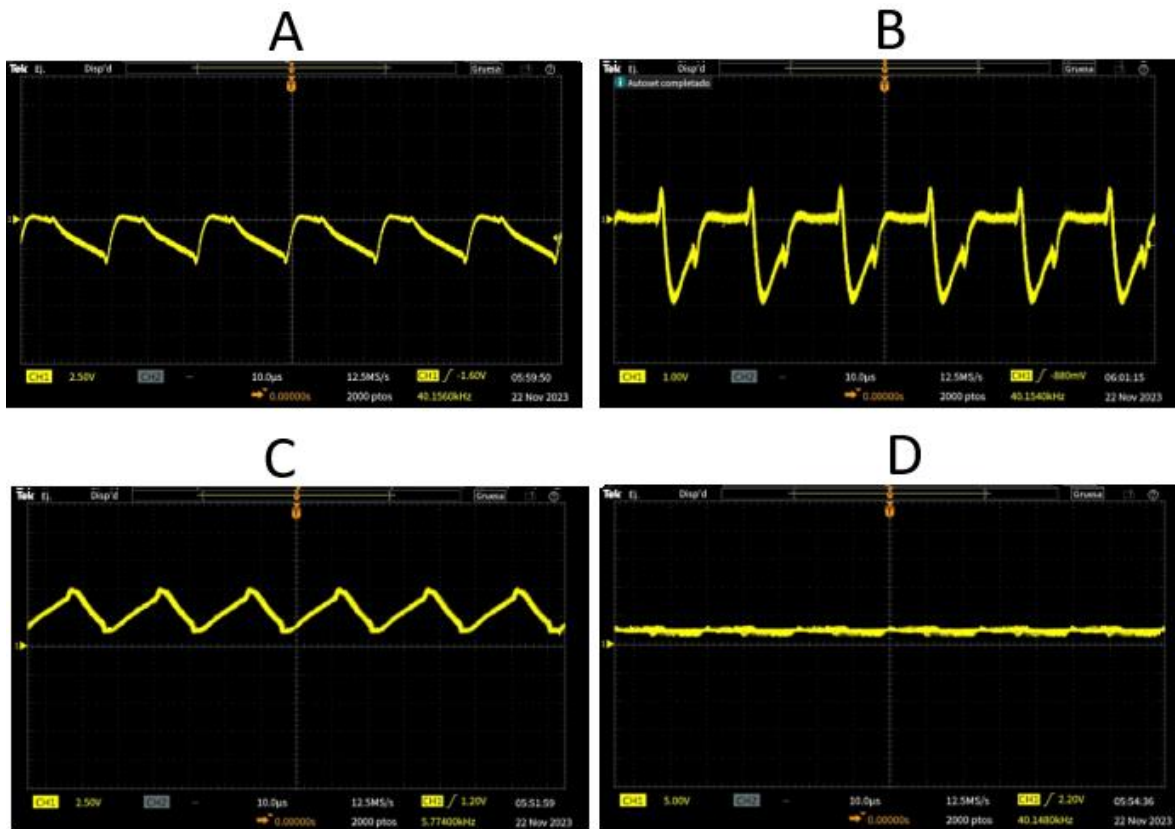 A
Tek Ej. Disp'd Gruesa
CH1 2.50V CH2 10.0µs 12.5MS/s CH1 -1.60V 05:59:50
0.00000s 2000 ptos 40.1560kHz 22 Nov 2023
B
Tek Ej. Disp'd Gruesa
i Autoset completado
CH1 1.00V CH2 10.0µs 12.5MS/s CH1 -880mV 06:01:15
0.00000s 2000 ptos 40.1540kHz 22 Nov 2023
C
Tek Ej. Disp'd Gruesa
CH1 2.50V CH2 10.0µs 12.5MS/s CH1 1.20V 05:51:59
0.00000s 2000 ptos 5.77400kHz 22 Nov 2023
D
Tek Ej. Disp'd Gruesa
CH1 5.00V CH2 10.0µs 12.5MS/s CH1 2.20V 05:54:36
0.00000s 2000 ptos 40.1480kHz 22 Nov 2023